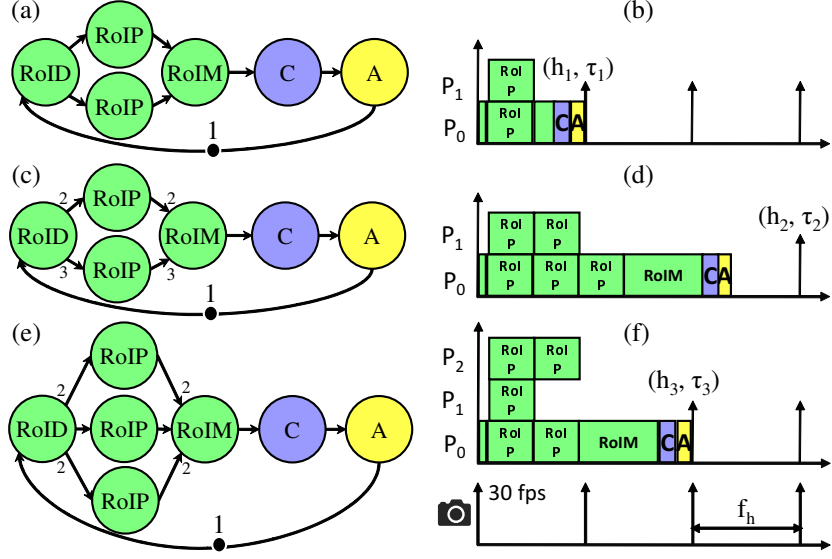 (a)
RoIP
RoID
RoIM
C
A
RoIP
1
(b)
(h1, τ1)
P1
RoI
P
P0
RoI
P
C
A
(c)
RoIP
2
2
RoID
RoIM
C
A
3
3
RoIP
1
(d)
(h2, τ2)
P1
RoI
P
RoI
P
P0
RoI
P
RoI
P
RoI
P
RoIM
C
A
(e)
RoIP
2
2
RoID
RoIP
RoIM
C
A
2
2
RoIP
1
(f)
(h3, τ3)
P2
RoI
P
RoI
P
P1
RoI
P
P0
RoI
P
RoI
P
RoIM
C
A
30 fps
fh